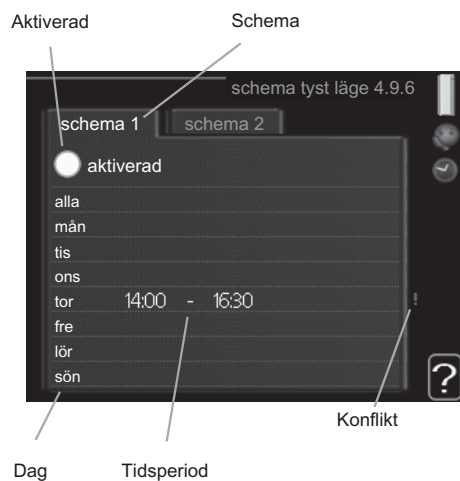 Aktiverad Schema
schema tyst läge 4.9.6
schema 1 schema 2
aktiverad
alla
mån
tis
ons
tor 14:00 - 16:30 !
fre
lör
sön
?
Konflikt
Dag Tidsperiod